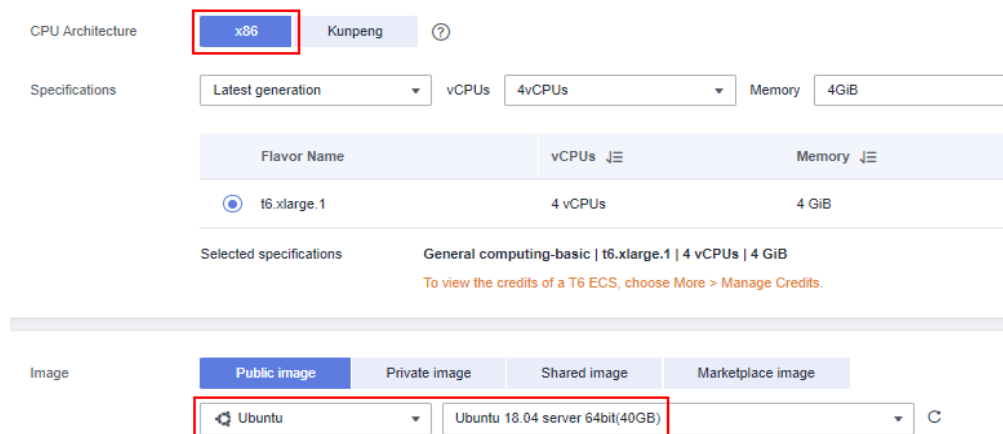 CPU Architecture x86 Kunpeng ?
Specifications Latest generation vCPUs 4vCPUs Memory 4GiB
Flavor Name vCPUs Memory
t6.xlarge.1 4 vCPUs 4 GiB
Selected specifications General computing-basic | t6.xlarge.1 | 4 vCPUs | 4 GiB
To view the credits of a T6 ECS, choose More > Manage Credits.
Image Public image Private image Shared image Marketplace image
Ubuntu Ubuntu 18.04 server 64bit(40GB)